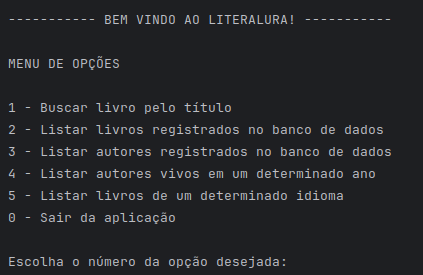 ----------- BEM VINDO AO LITERALURA! -----------
MENU DE OPÇÕES
1 - Buscar livro pelo título
2 - Listar livros registrados no banco de dados
3 - Listar autores registrados no banco de dados
4 - Listar autores vivos em um determinado ano
5 - Listar livros de um determinado idioma
0 - Sair da aplicação
Escolha o número da opção desejada: